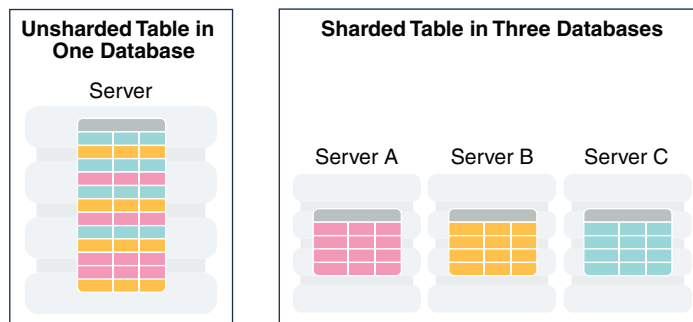 Unsharded Table in
One Database
Server
Sharded Table in Three Databases
Server A
Server B
Server C